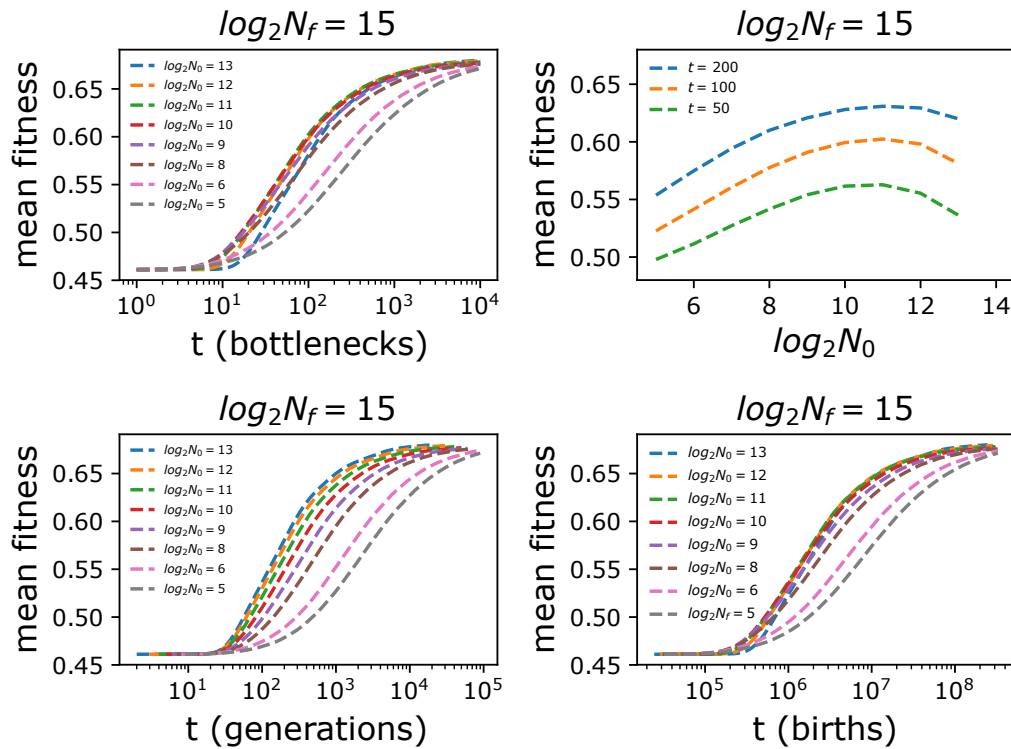 log₂N_f = 15
mean fitness
0.65
0.60
0.55
0.50
0.45
log₂N₀ = 13
log₂N₀ = 12
log₂N₀ = 11
log₂N₀ = 10
log₂N₀ = 9
log₂N₀ = 8
log₂N₀ = 6
log₂N₀ = 5
10⁰ 10¹ 10² 10³ 10⁴
t (bottlenecks)
log₂N_f = 15
mean fitness
0.65
0.60
0.55
0.50
t = 200
t = 100
t = 50
6 8 10 12 14
log₂N₀
log₂N_f = 15
mean fitness
0.65
0.60
0.55
0.50
0.45
log₂N₀ = 13
log₂N₀ = 12
log₂N₀ = 11
log₂N₀ = 10
log₂N₀ = 9
log₂N₀ = 8
log₂N₀ = 6
log₂N₀ = 5
10¹ 10² 10³ 10⁴ 10⁵
t (generations)
log₂N_f = 15
mean fitness
0.65
0.60
0.55
0.50
0.45
log₂N₀ = 13
log₂N₀ = 12
log₂N₀ = 11
log₂N₀ = 10
log₂N₀ = 9
log₂N₀ = 8
log₂N₀ = 6
log₂N_f = 5
10⁵ 10⁶ 10⁷ 10⁸
t (births)